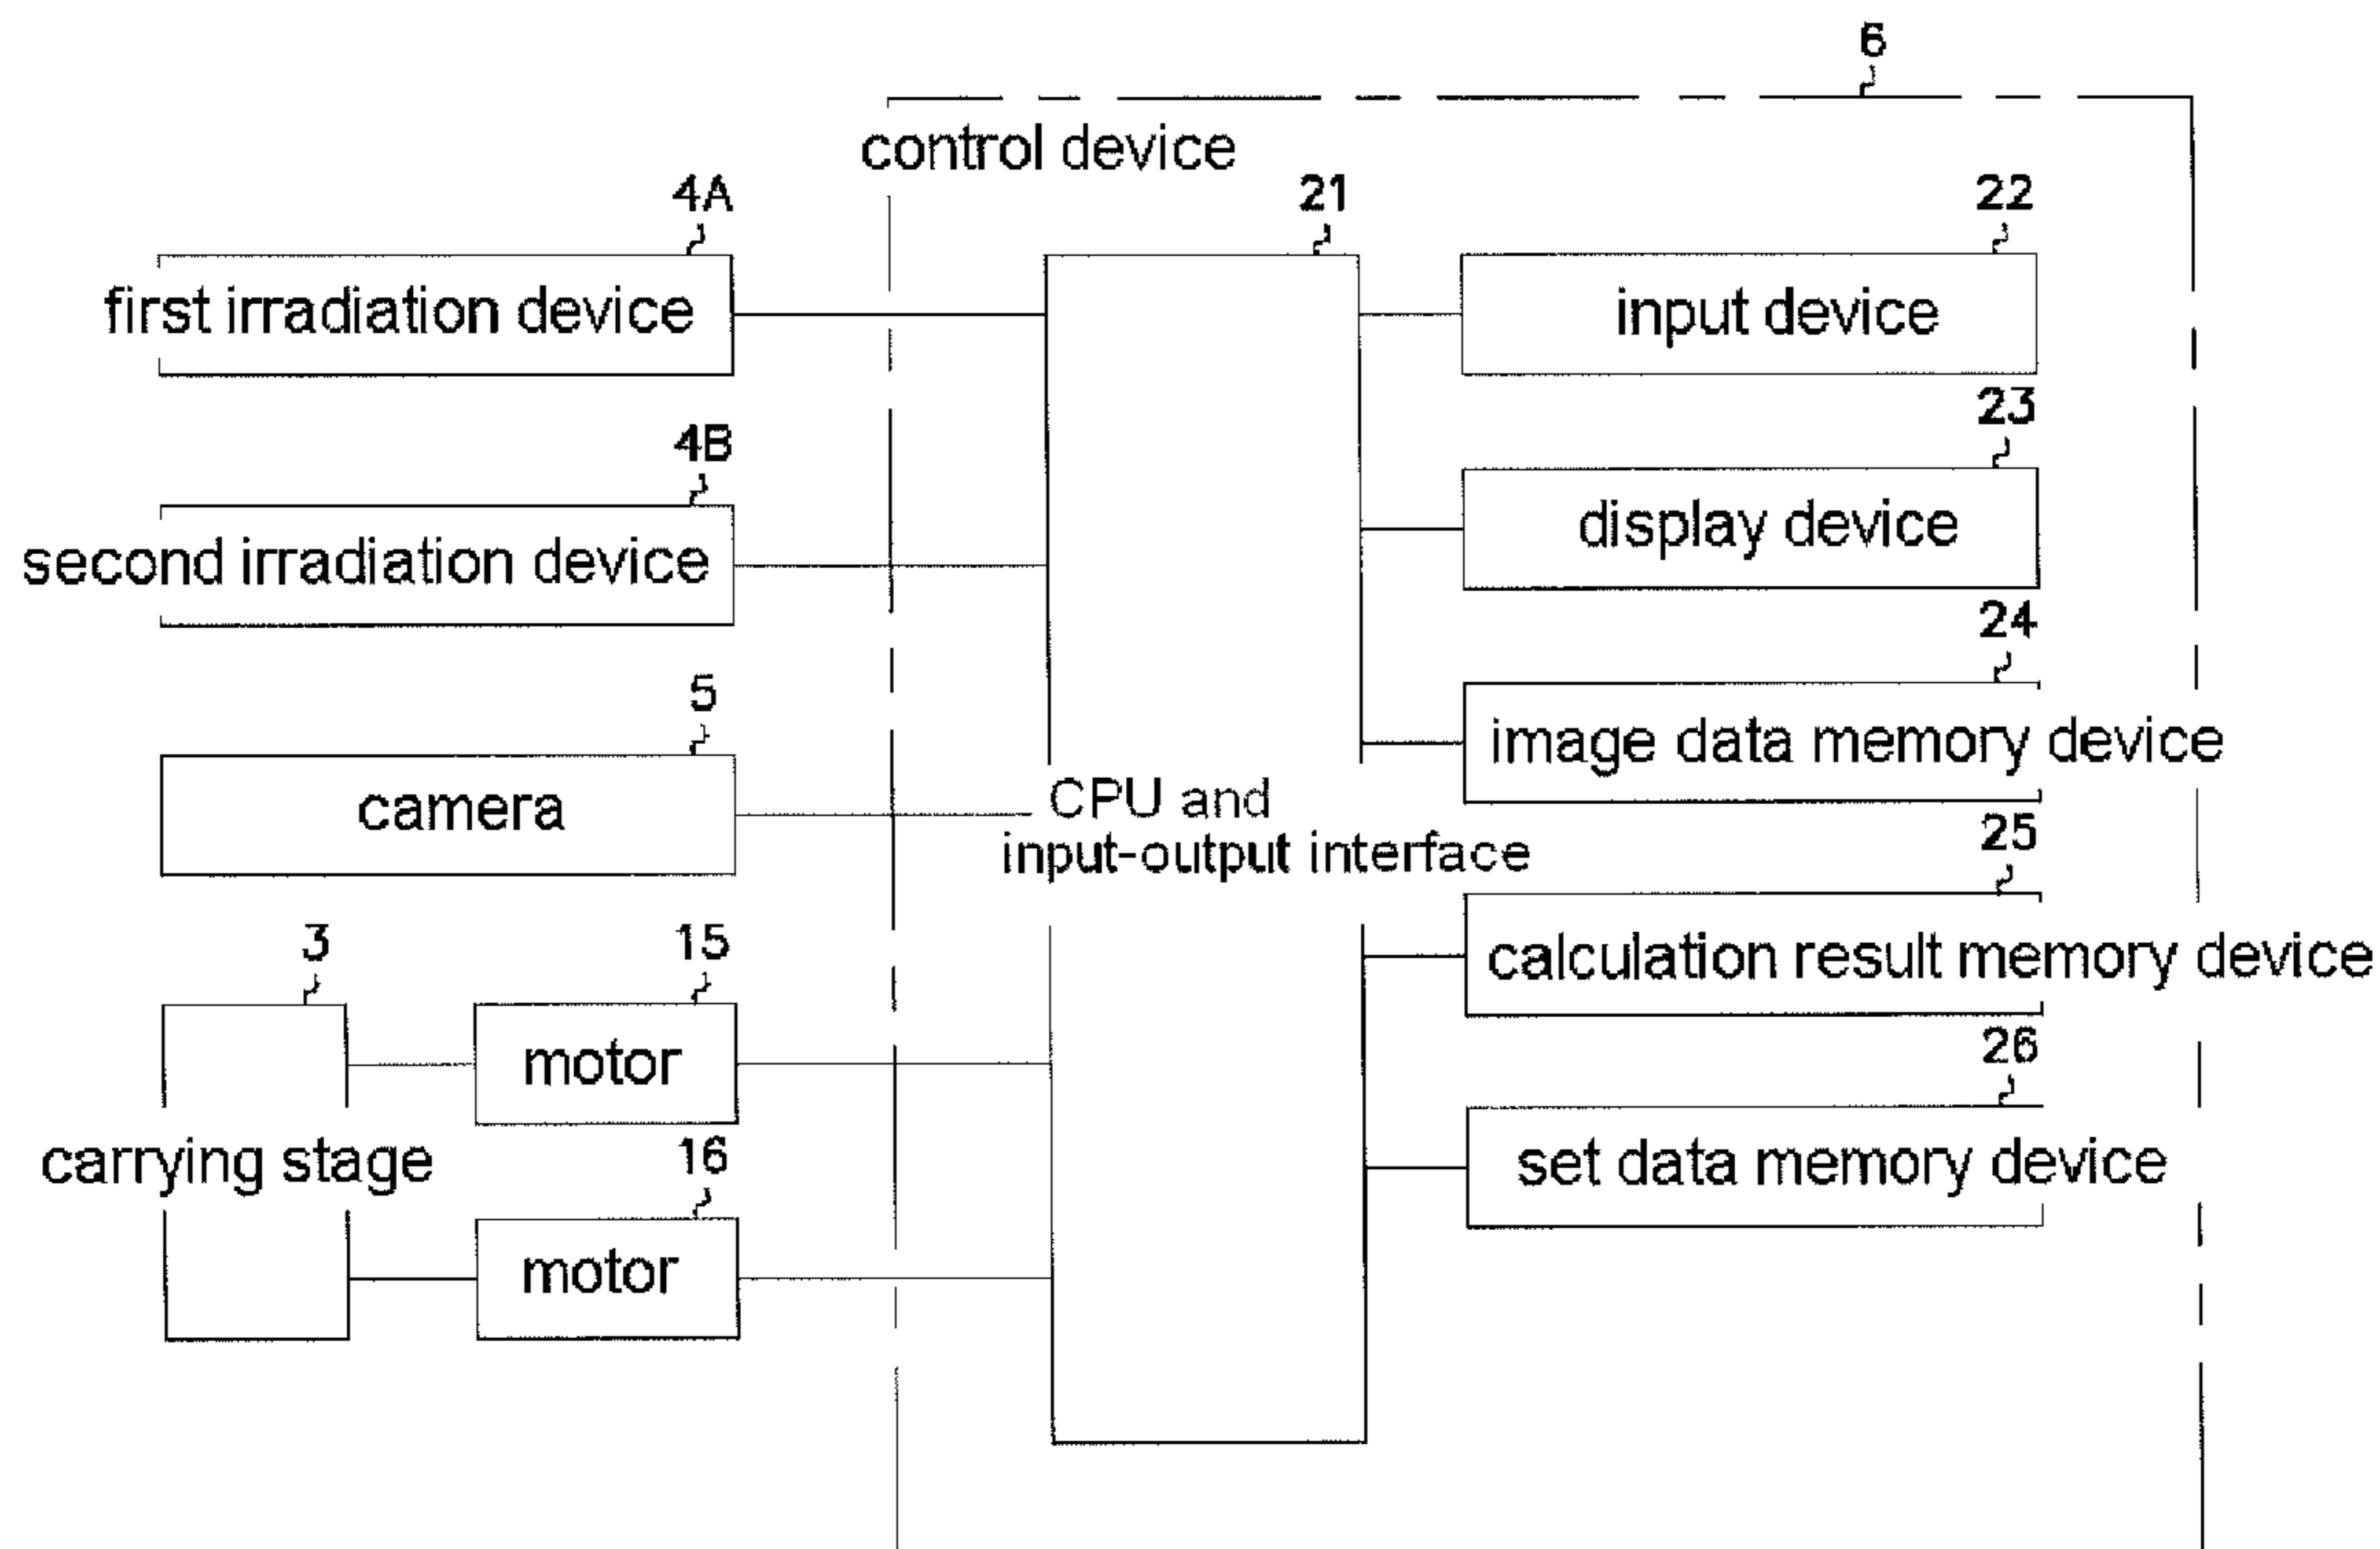 6
control device
4A
21
22
first irradiation device
input device
23
4B
display device
second irradiation device
24
5
image data memory device
camera
CPU and
input-output interface
25
3
15
calculation result memory device
motor
26
carrying stage
16
set data memory device
motor